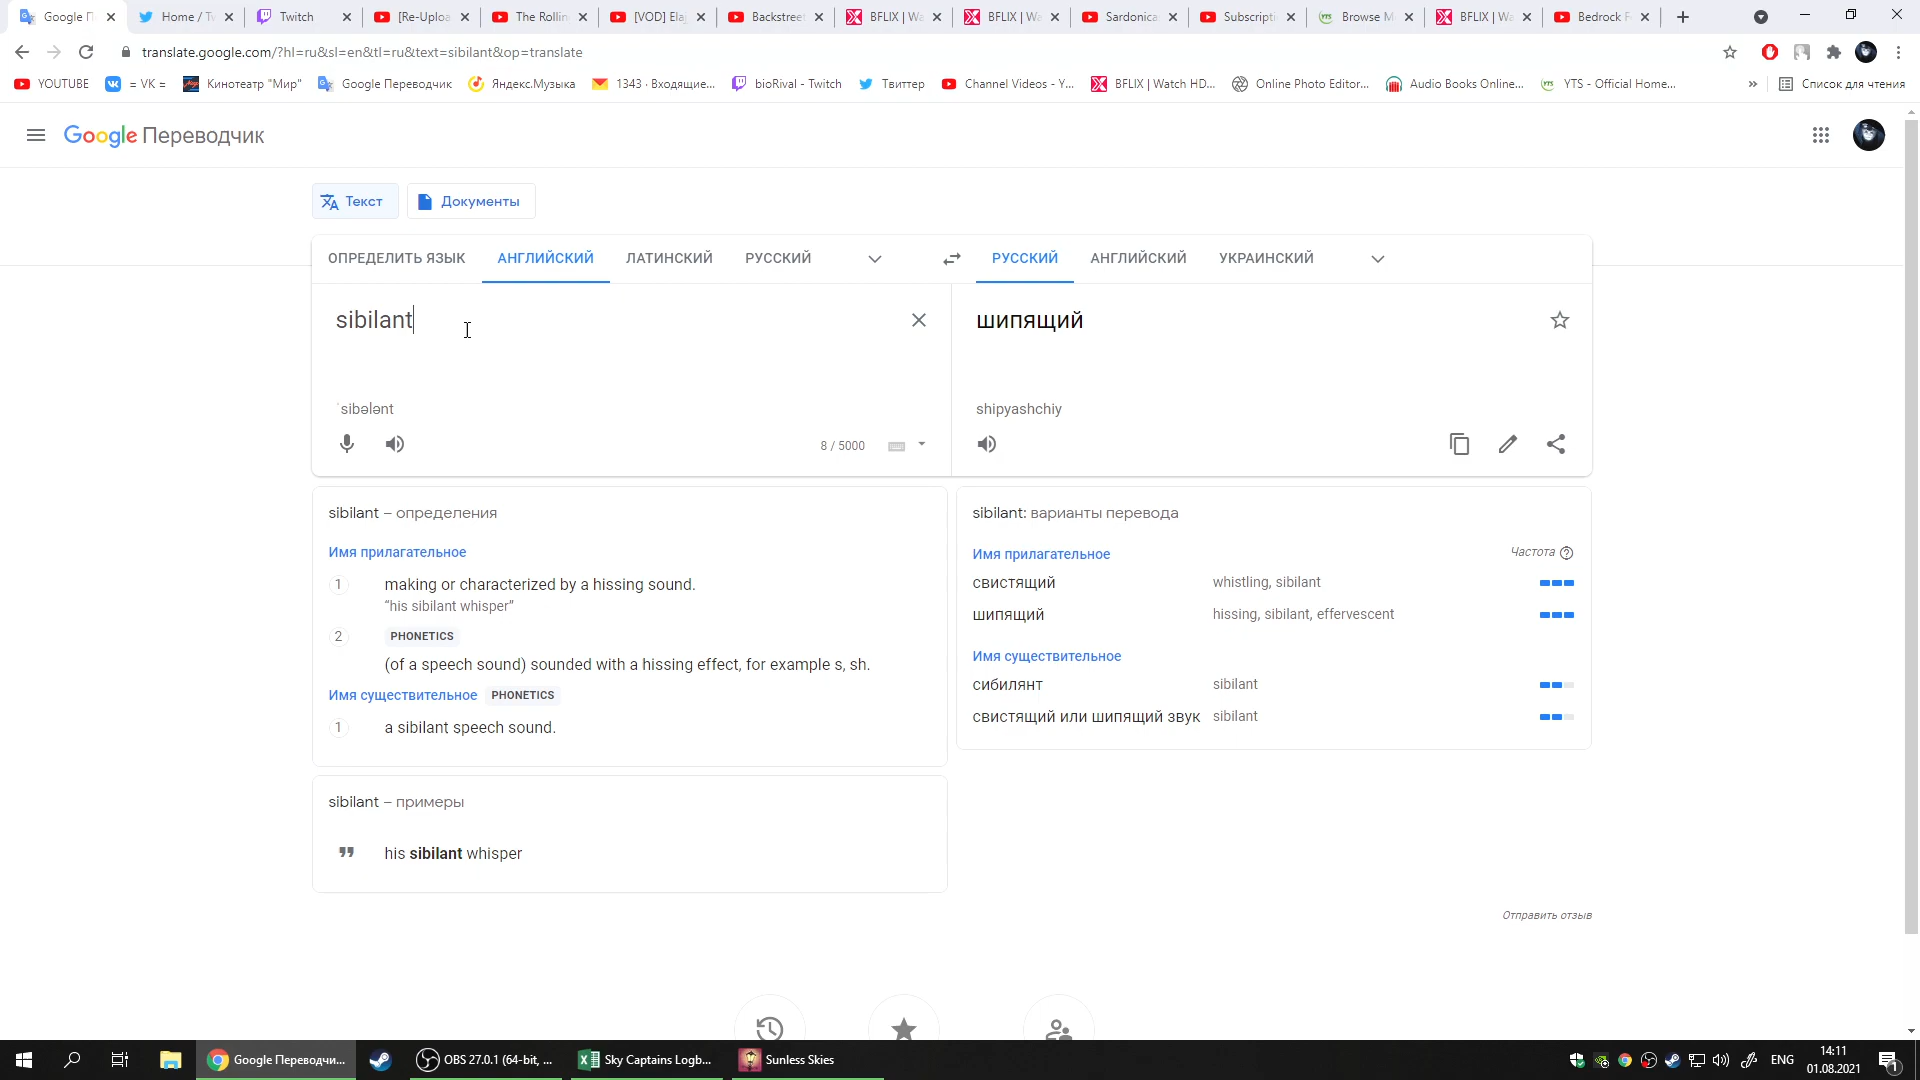 Google П
Home / Tw
Twitch
[Re-Uploa
The Rollin
[VOD] Ela
Backstreet
BFLIX | Wa
BFLIX | Wa
Sardonica
Subscripti
Browse M
BFLIX | Wa
Bedrock F
translate.google.com/?hl=ru&sl=en&tl=ru&text=sibilant&op=translate
YOUTUBE
= VK =
Кинотеатр "Мир"
Google Переводчик
Яндекс.Музыка
1343 · Входящие...
bioRival - Twitch
Твиттер
Channel Videos - Y...
BFLIX | Watch HD...
Online Photo Editor...
Audio Books Online...
YTS - Official Home...
»
Список для чтения
Google Переводчик
Текст
Документы
ОПРЕДЕЛИТЬ ЯЗЫК АНГЛИЙСКИЙ ЛАТИНСКИЙ РУССКИЙ
РУССКИЙ АНГЛИЙСКИЙ УКРАИНСКИЙ
sibilant
шипящий
ˈsibələnt
shipyashchiy
8 / 5000
sibilant – определения
Имя прилагательное
1 making or characterized by a hissing sound.
“his sibilant whisper”
2 PHONETICS
(of a speech sound) sounded with a hissing effect, for example s, sh.
Имя существительное PHONETICS
1 a sibilant speech sound.
sibilant: варианты перевода
Имя прилагательное Частота
свистящий whistling, sibilant
шипящий hissing, sibilant, effervescent
Имя существительное
сибилянт sibilant
свистящий или шипящий звук sibilant
sibilant – примеры
his sibilant whisper
Отправить отзыв
Google Переводчи...
OBS 27.0.1 (64-bit, ...
Sky Captains Logb...
Sunless Skies
ENG
14:11
01.08.2021
1